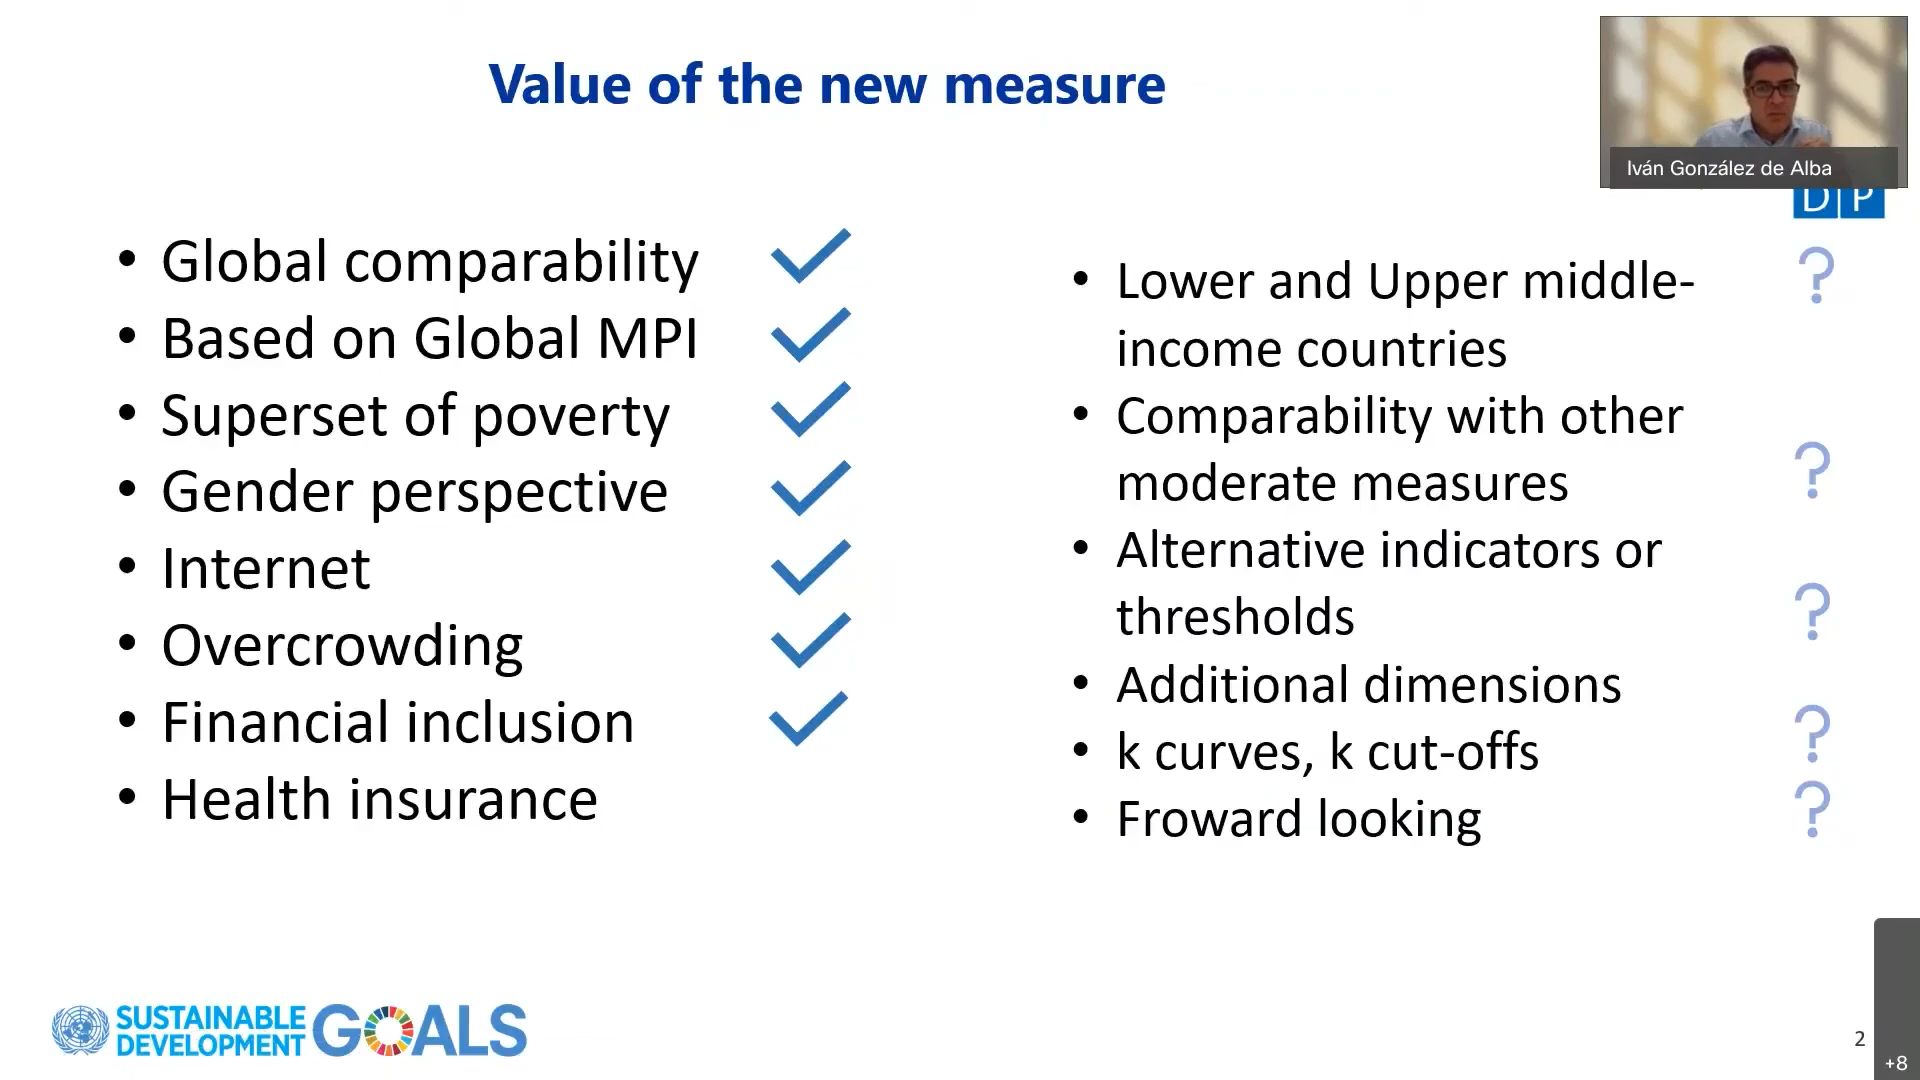 Value of the new measure
Iván González de Alba
D P
• Global comparability
• Based on Global MPI
• Superset of poverty
• Gender perspective
• Internet
• Overcrowding
• Financial inclusion
• Health insurance
• Lower and Upper middle-
income countries
?
• Comparability with other
moderate measures
?
• Alternative indicators or
thresholds
?
• Additional dimensions
?
• k curves, k cut-offs
• Froward looking
?
SUSTAINABLE
DEVELOPMENT
GOALS
2
+8